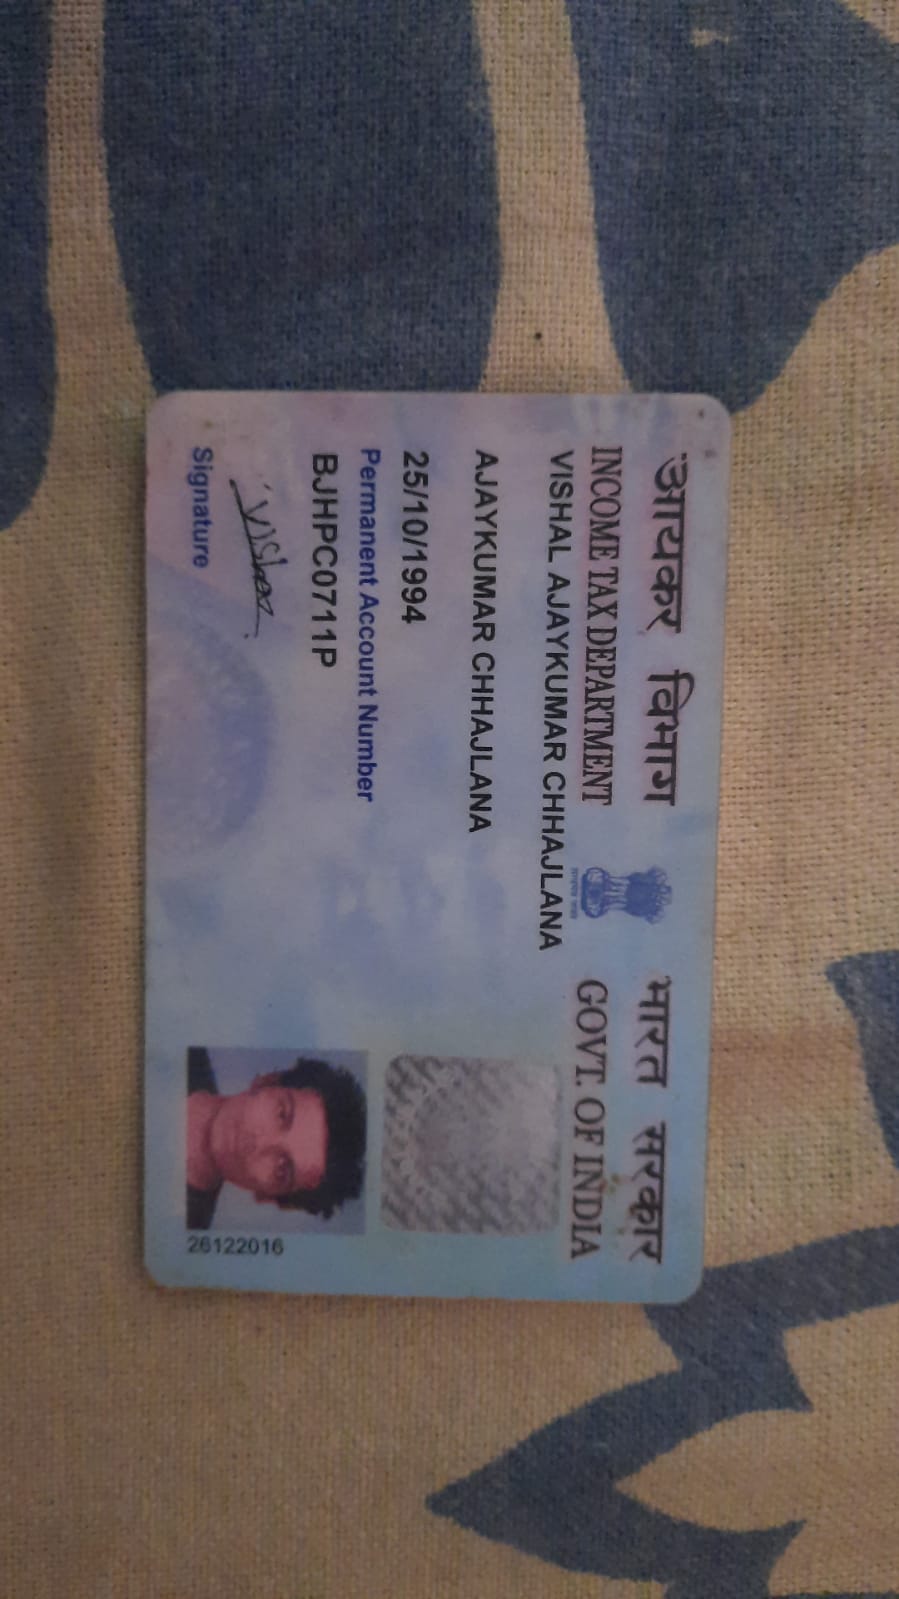 आयकर विभाग
INCOME TAX DEPARTMENT
भारत सरकार
GOVT. OF INDIA
VISHAL AJAYKUMAR CHHAJLANA
AJAYKUMAR CHHAJLANA
25/10/1994
Permanent Account Number
BJHPC0711P
Vishal
Signature
26122016